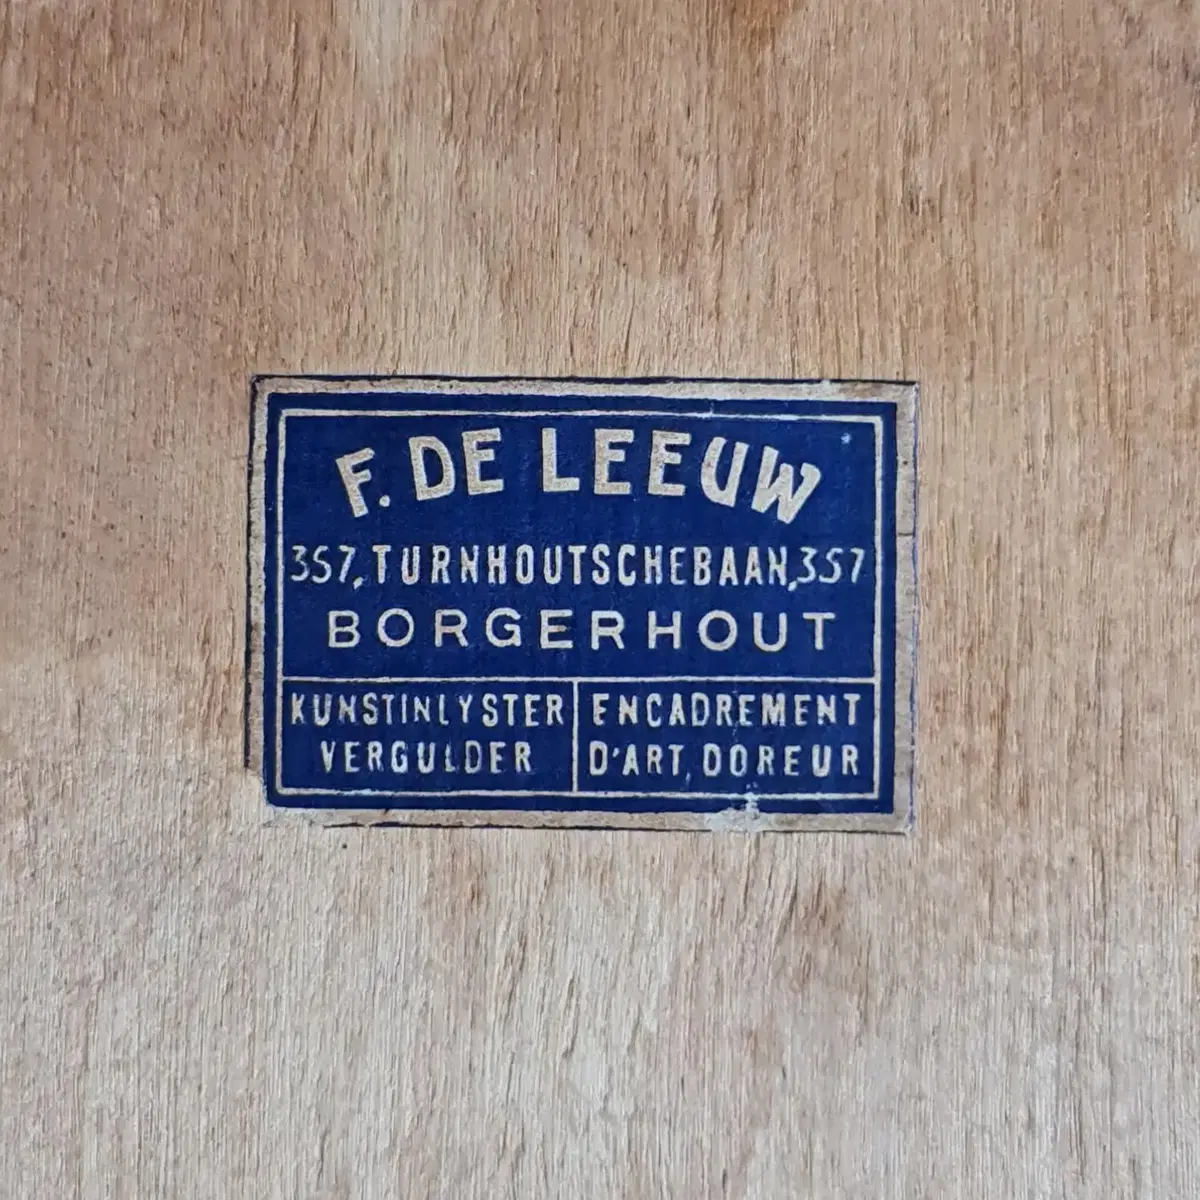 F. DE LEEUW
357, TURNHOUTSCHEBAAN, 357
BORGERHOUT
KUNSTINLYSTER
VERGULDER
ENCADREMENT
D'ART, DOREUR